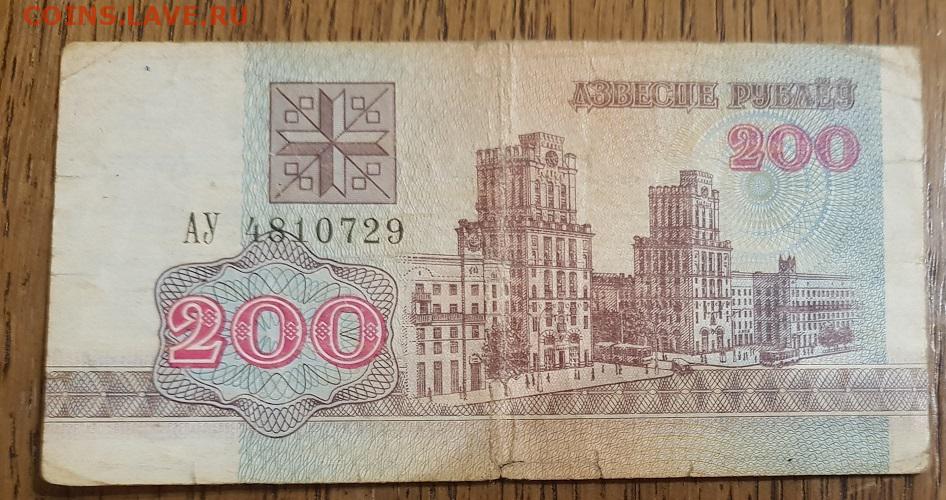 COINS.LAVE.RU
ДЗВЕСЦЕ РУБЛЁЎ
200
АУ 4810729
200